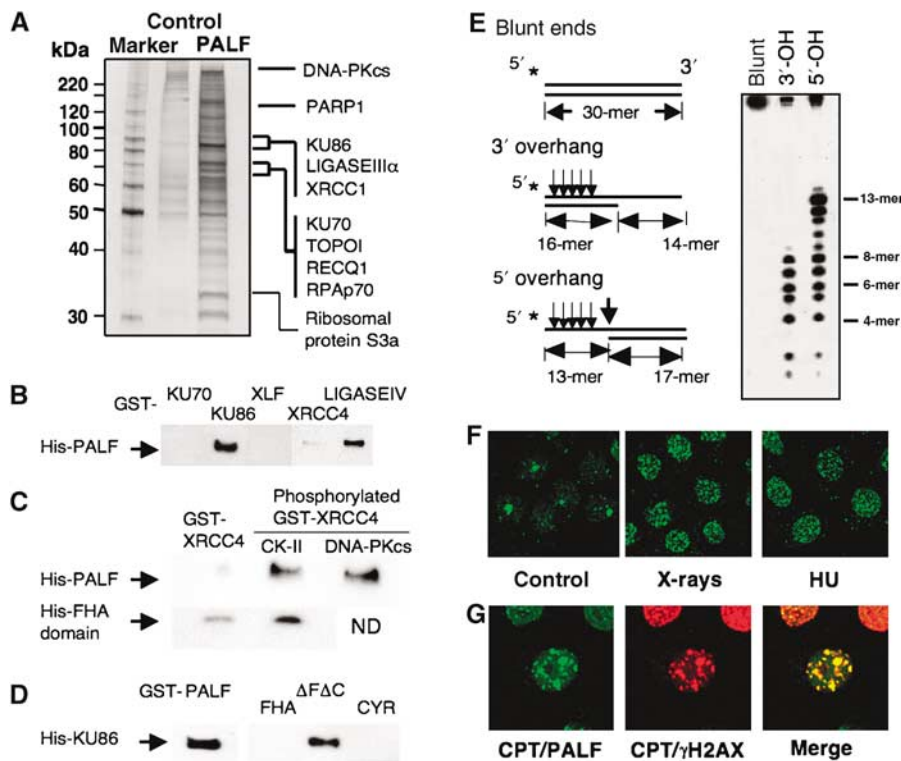 A
Control
Marker PALF
kDa
220
120
100
80
60
50
40
30
DNA-PKcs
PARP1
KU86
LIGASEIIIα
XRCC1
KU70
TOPOI
RECQ1
RPAp70
Ribosomal
protein S3a
B
GST-
KU70 XLF LIGASEIV
KU86 XRCC4
His-PALF
C
Phosphorylated
GST-XRCC4
GST-
XRCC4
CK-II DNA-PKcs
His-PALF
His-FHA
domain
ND
D
GST-PALF
FHA ΔFΔC CYR
His-KU86
E
Blunt ends
5′ * 3′
30-mer
3′ overhang
5′ *
16-mer 14-mer
5′ overhang
5′ *
13-mer 17-mer
Blunt
3′-OH
5′-OH
13-mer
8-mer
6-mer
4-mer
F
Control X-rays HU
G
CPT/PALF CPT/γH2AX Merge